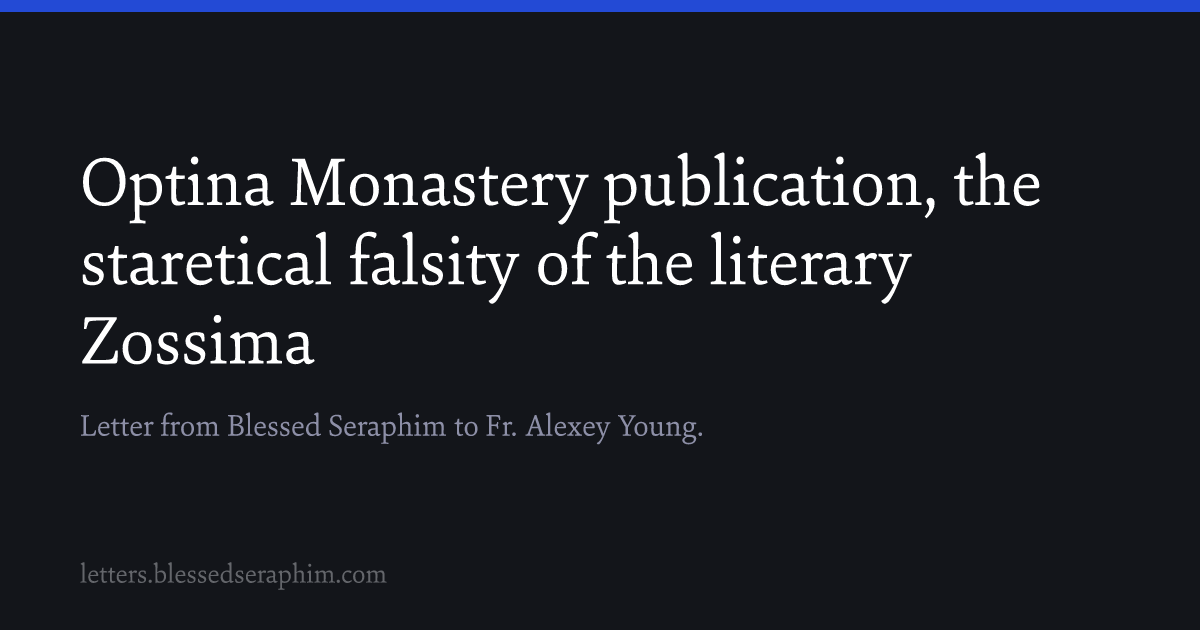 Optina Monastery publication, the
staretical falsity of the literary
Zossima
Letter from Blessed Seraphim to Fr. Alexey Young.
letters.blessedseraphim.com